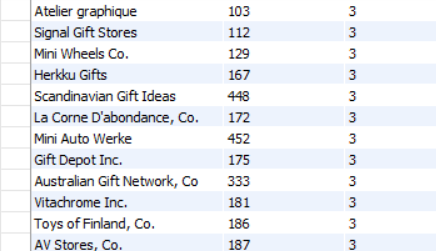 Atelier graphique 103 3
Signal Gift Stores 112 3
Mini Wheels Co. 129 3
Herkku Gifts 167 3
Scandinavian Gift Ideas 448 3
La Corne D'abondance, Co. 172 3
Mini Auto Werke 452 3
Gift Depot Inc. 175 3
Australian Gift Network, Co 333 3
Vitachrome Inc. 181 3
Toys of Finland, Co. 186 3
AV Stores, Co. 187 3